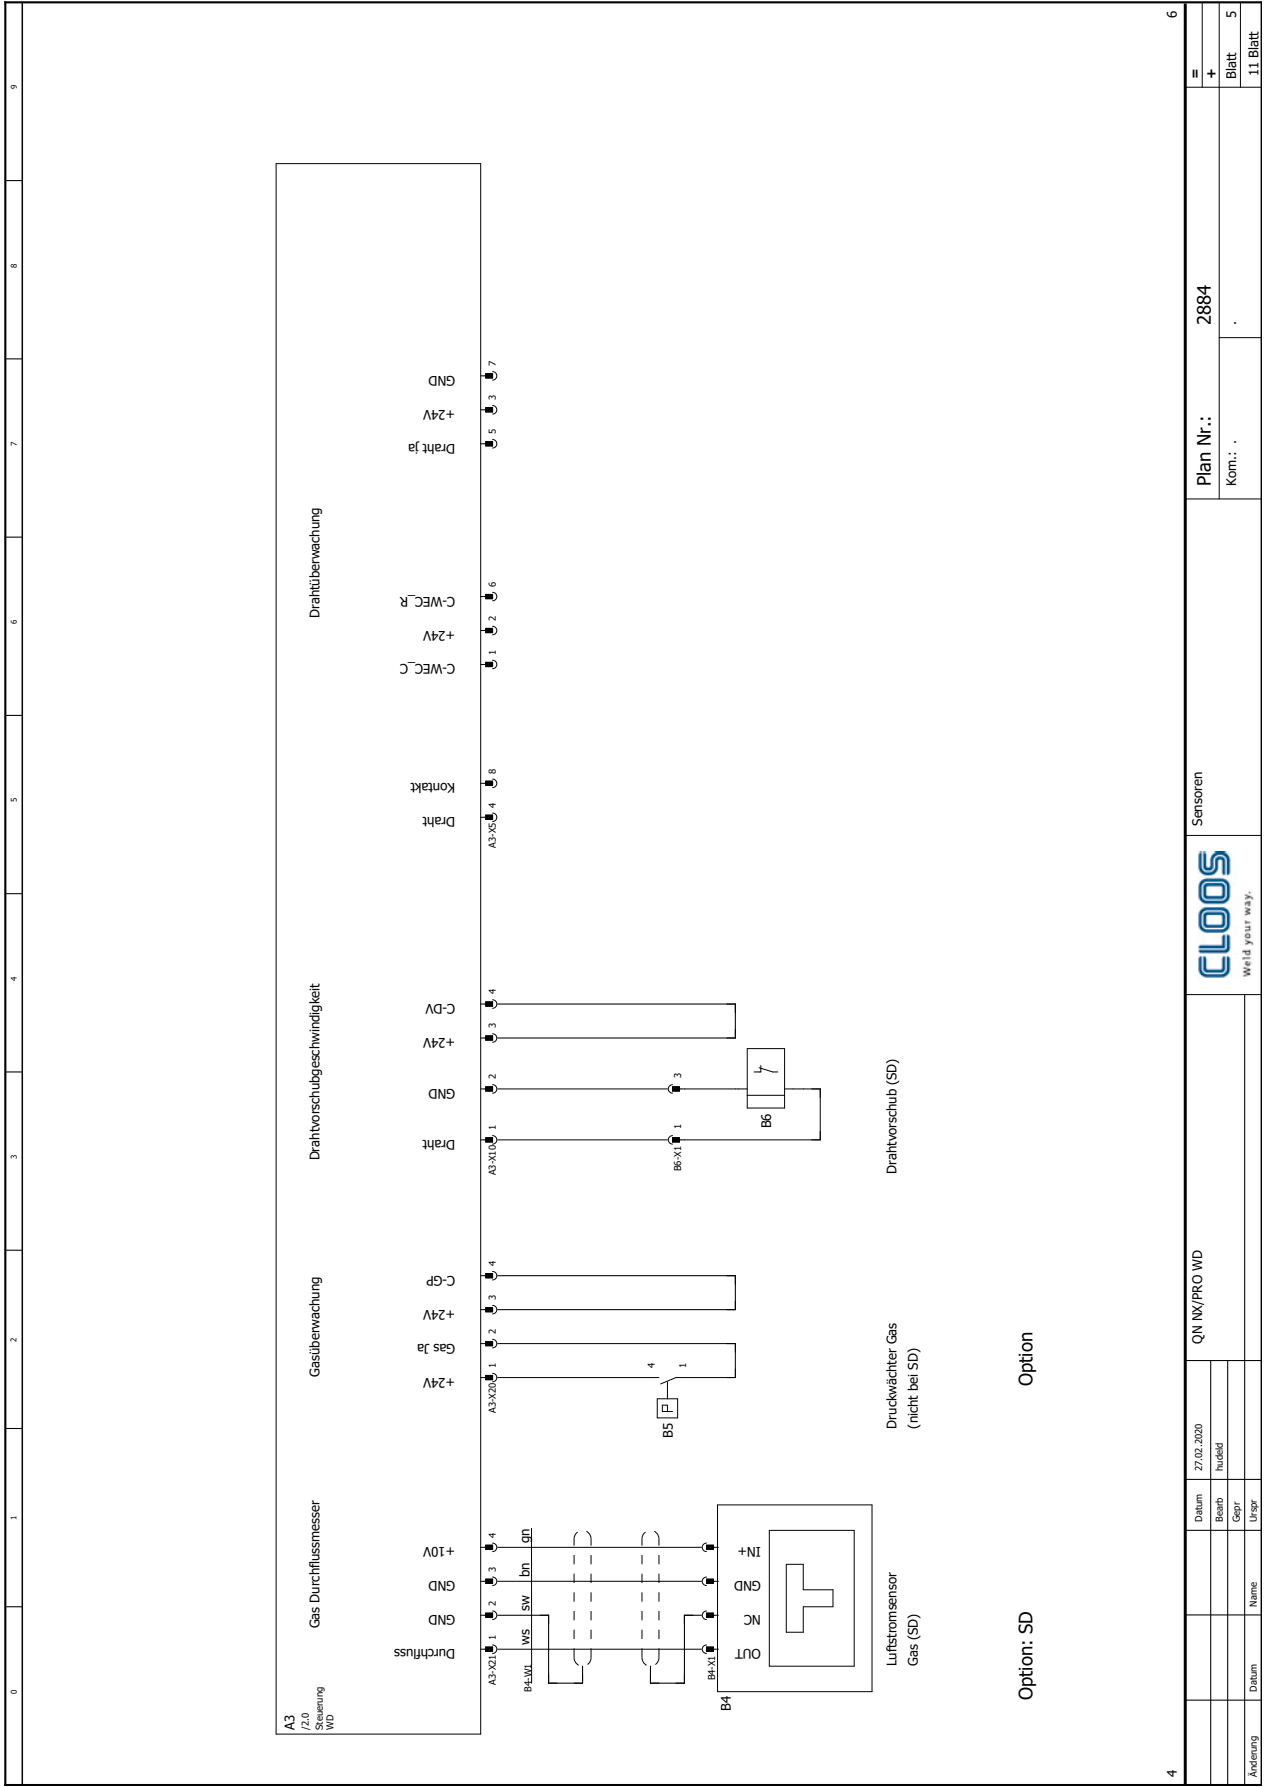 0 1 2 3 4 5 6 7 8 9
A3
/2.0
Steuerung
WD
Gas Durchflussmesser
Gasüberwachung
Drahtvorschubgeschwindigkeit
Drahtüberwachung
Durchfluss GND GND +10V
+24V Gas Ja +24V C-GP
Draht GND +24V C-DV
Draht Kontakt
C-WEC_C +24V C-WEC_R
Draht ja +24V GND
A3-X21 1 2 3 4
A3-X20 1 2 3 4
A3-X10 1 2 3 4
A3-X5 4 8
1 2 6
5 3 7
B4-W1 ws sw bn gn
B4-X1
B4
OUT NC GND IN+
B5
P
4
1
B6-X1 1 3
B6
Luftstromsensor
Gas (SD)
Druckwächter Gas
(nicht bei SD)
Drahtvorschub (SD)
Option: SD
Option
4
6
Änderung Datum Name
Datum 27.02.2020
Bearb hudeld
Gepr
Urspr
QN NX/PRO WD
CLOOS
Weld your way.
Sensoren
Plan Nr.: 2884
Kom.: . .
=
+
Blatt 5
11 Blatt